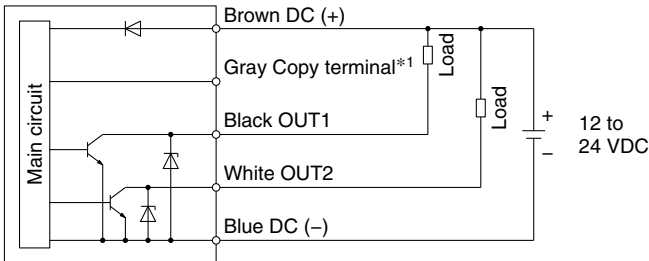 Brown DC (+)
Load
Gray Copy terminal*1
Load
Main circuit
Black OUT1
+
12 to
24 VDC
−
White OUT2
Blue DC (−)